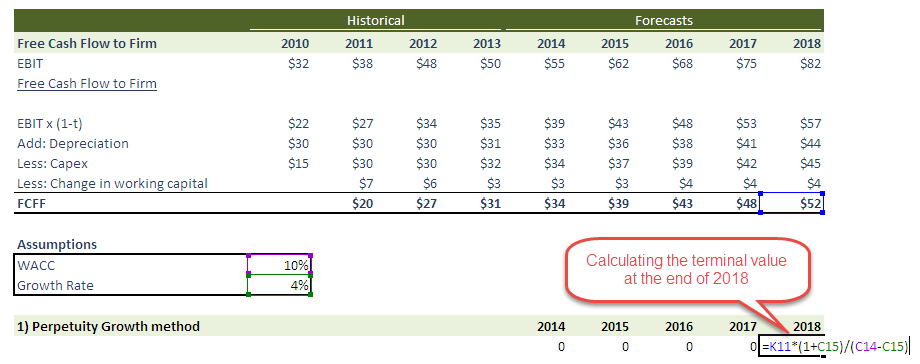 Historical Forecasts
Free Cash Flow to Firm 2010 2011 2012 2013 2014 2015 2016 2017 2018
EBIT $32 $38 $48 $50 $55 $62 $68 $75 $82
Free Cash Flow to Firm
EBIT x (1-t) $22 $27 $34 $35 $39 $43 $48 $53 $57
Add: Depreciation $30 $30 $30 $31 $33 $36 $38 $41 $44
Less: Capex $15 $30 $30 $32 $34 $37 $39 $42 $45
Less: Change in working capital $7 $6 $3 $3 $3 $4 $4 $4
FCFF $20 $27 $31 $34 $39 $43 $48 $52
Assumptions
WACC 10%
Growth Rate 4%
Calculating the terminal value
at the end of 2018
1) Perpetuity Growth method 2014 2015 2016 2017 2018
0 0 0 0 =K11*(1+C15)/(C14-C15)